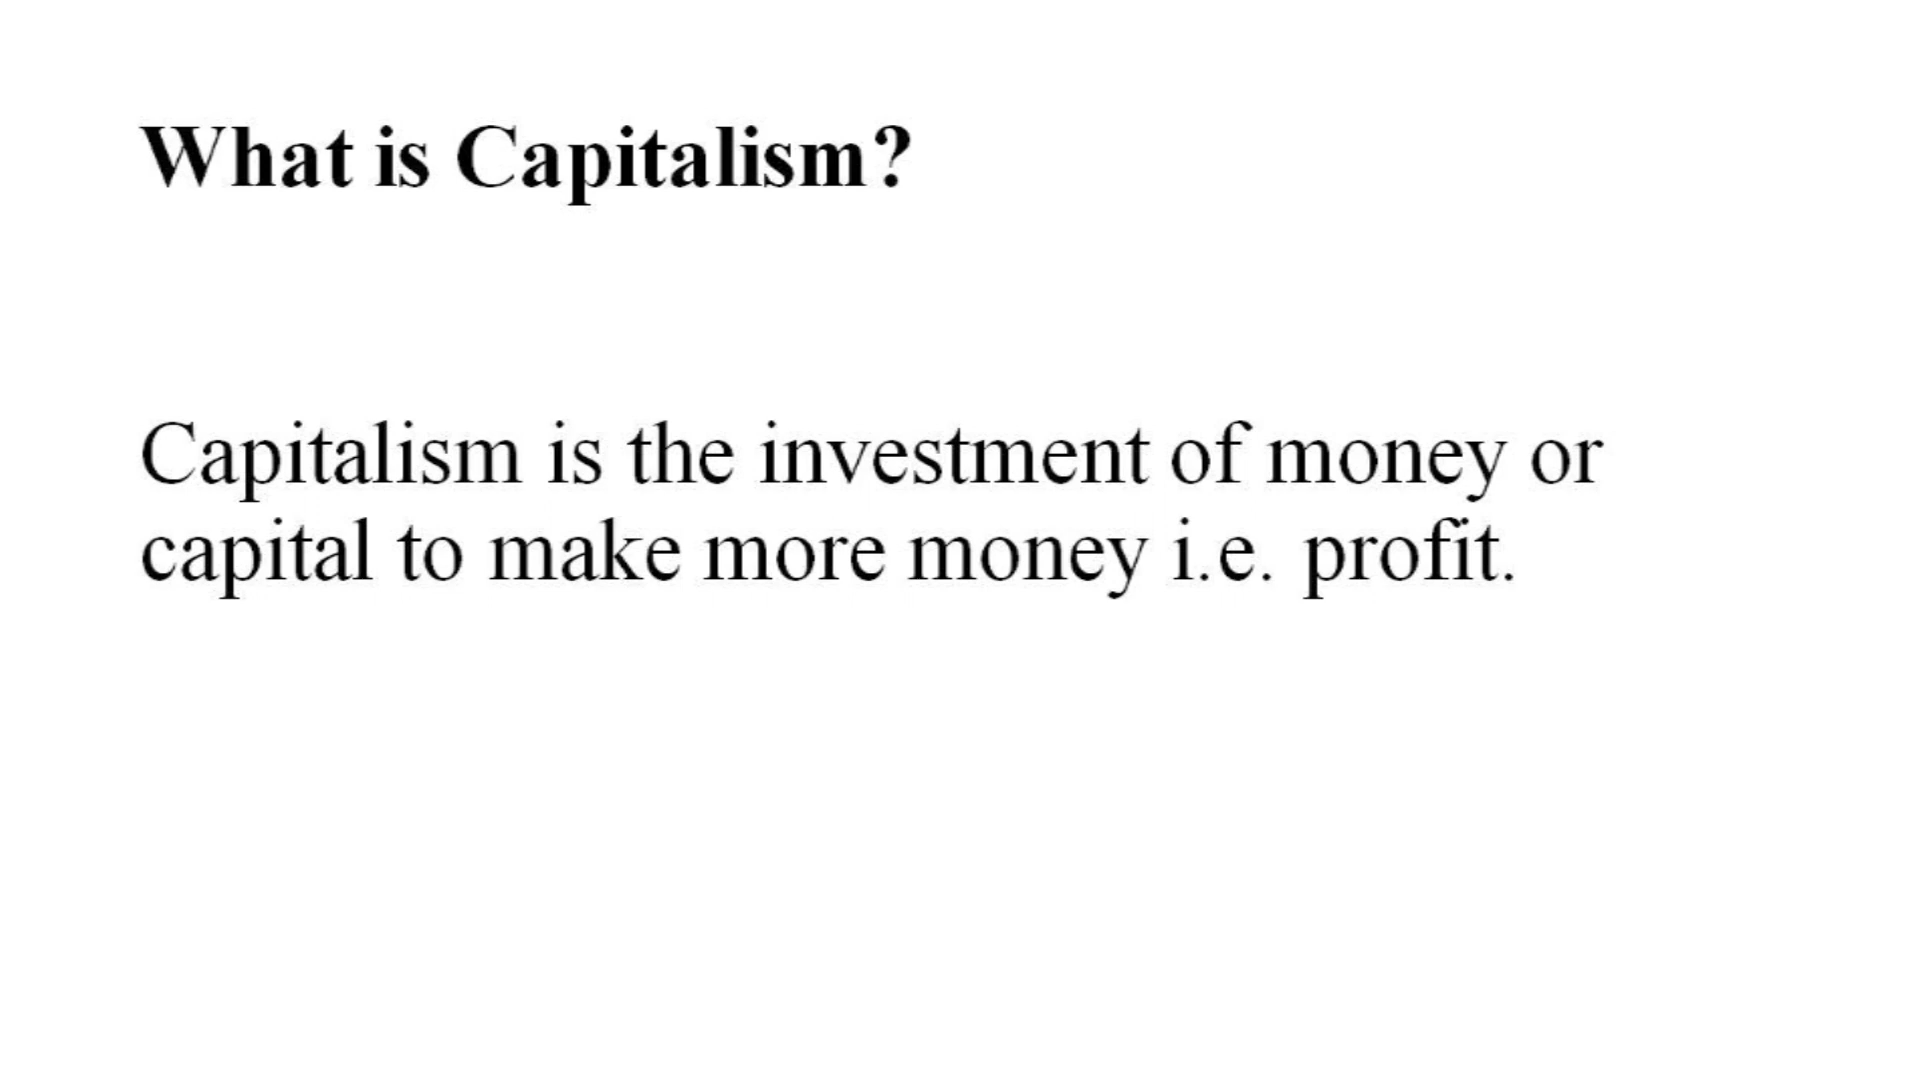 What is Capitalism?
Capitalism is the investment of money or
capital to make more money i.e. profit.